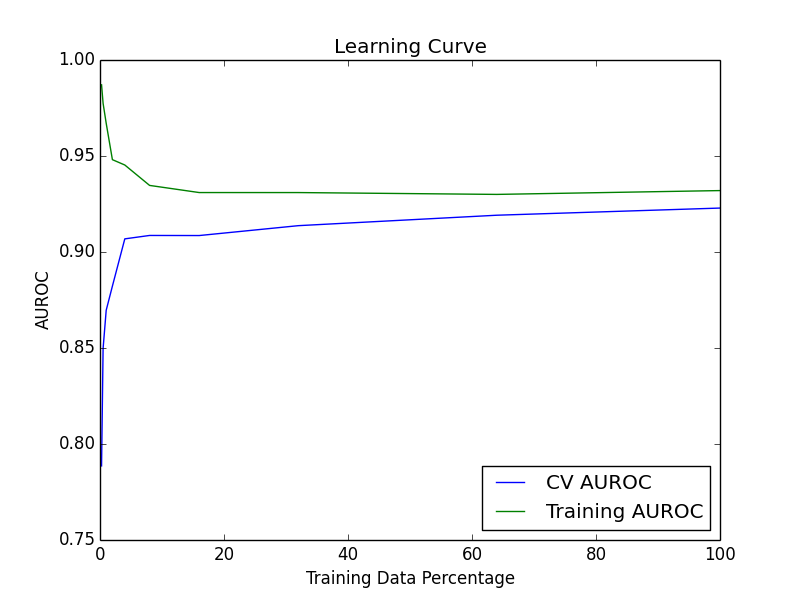 Learning Curve
1.00
0.95
0.90
0.85
0.80
0.75
AUROC
0
20
40
60
80
100
Training Data Percentage
CV AUROC
Training AUROC